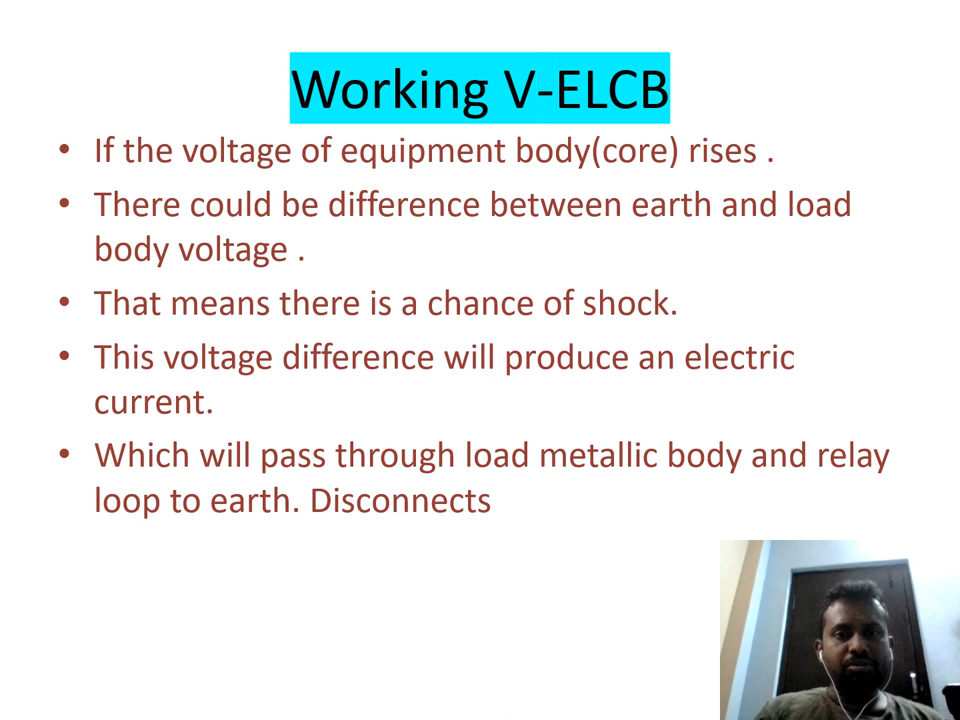 Working V-ELCB
• If the voltage of equipment body(core) rises .
• There could be difference between earth and load
body voltage .
• That means there is a chance of shock.
• This voltage difference will produce an electric
current.
• Which will pass through load metallic body and relay
loop to earth. Disconnects